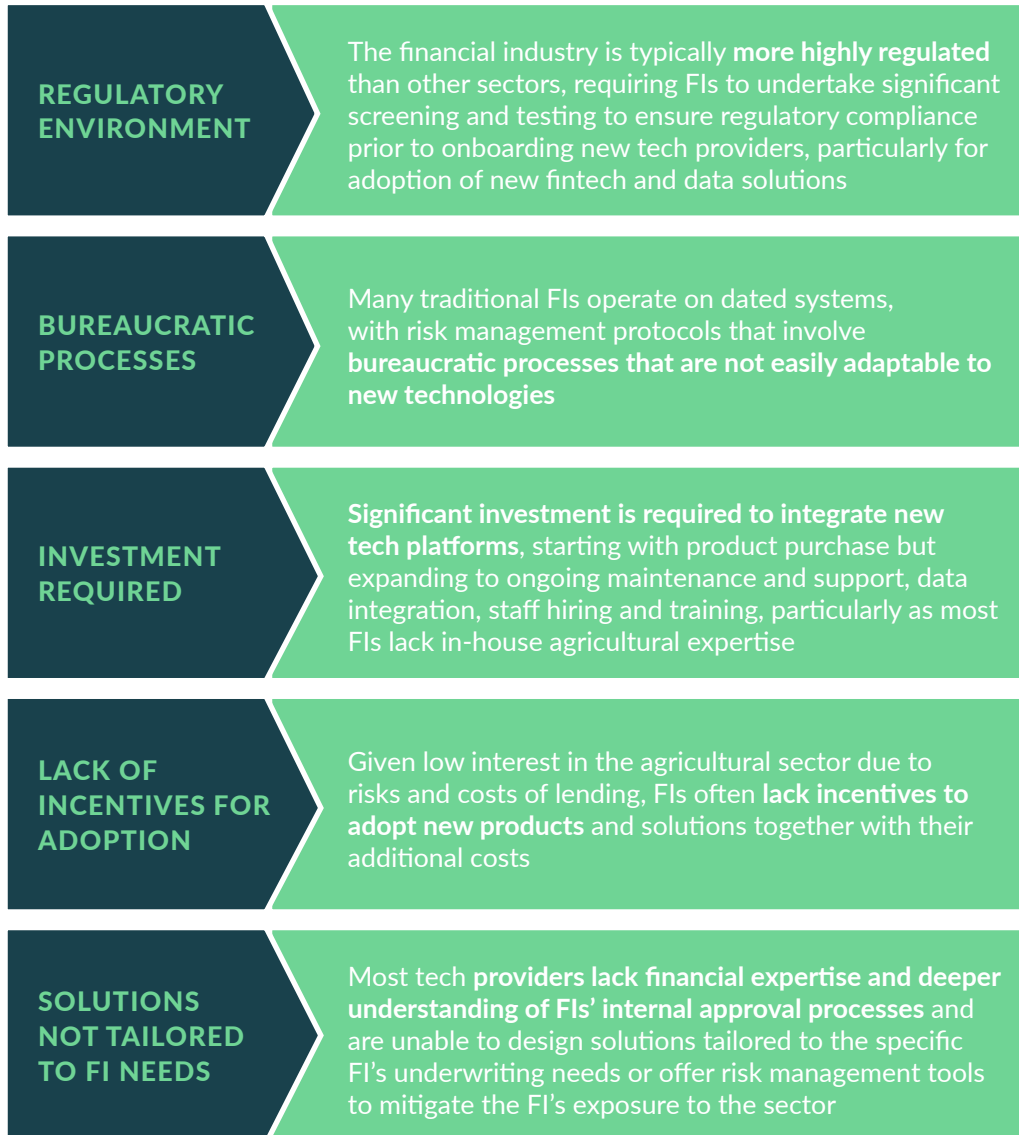 REGULATORY
ENVIRONMENT
The financial industry is typically more highly regulated
than other sectors, requiring FIs to undertake significant
screening and testing to ensure regulatory compliance
prior to onboarding new tech providers, particularly for
adoption of new fintech and data solutions
BUREAUCRATIC
PROCESSES
Many traditional FIs operate on dated systems,
with risk management protocols that involve
bureaucratic processes that are not easily adaptable to
new technologies
INVESTMENT
REQUIRED
Significant investment is required to integrate new
tech platforms, starting with product purchase but
expanding to ongoing maintenance and support, data
integration, staff hiring and training, particularly as most
FIs lack in-house agricultural expertise
LACK OF
INCENTIVES FOR
ADOPTION
Given low interest in the agricultural sector due to
risks and costs of lending, FIs often lack incentives to
adopt new products and solutions together with their
additional costs
SOLUTIONS
NOT TAILORED
TO FI NEEDS
Most tech providers lack financial expertise and deeper
understanding of FIs’ internal approval processes and
are unable to design solutions tailored to the specific
FI’s underwriting needs or offer risk management tools
to mitigate the FI’s exposure to the sector